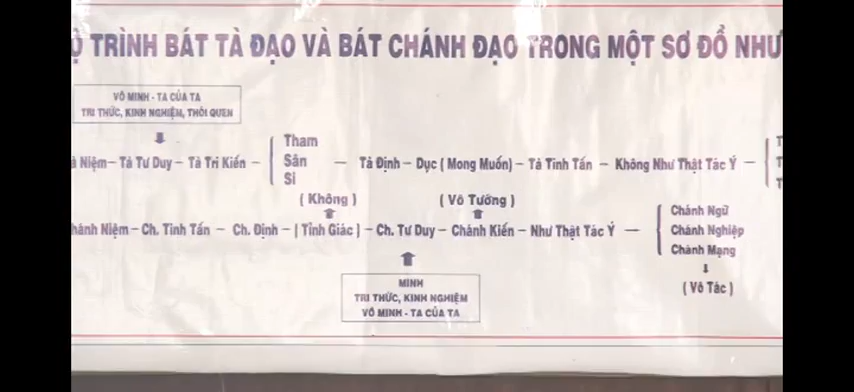 TRÌNH BÁT TÀ ĐẠO VÀ BÁT CHÁNH ĐẠO TRONG MỘT SƠ ĐỒ NHƯ
VÔ MINH - TA CỦA TA
TRI THỨC, KINH NGHIỆM, THÓI QUEN
Niệm - Tà Tư Duy - Tà Tri Kiến -
Tham
Sân
Si
- Tà Định - Dục ( Mong Muốn ) - Tà Tinh Tấn - Không Như Thật Tác Ý -
( Không )
( Vô Tướng )
Niệm - Ch. Tinh Tấn - Ch. Định - [ Tỉnh Giác ] - Ch. Tư Duy - Chánh Kiến - Như Thật Tác Ý -
Chánh Ngữ
Chánh Nghiệp
Chánh Mạng
( Vô Tác )
MINH
TRI THỨC, KINH NGHIỆM
VÔ MINH - TA CỦA TA